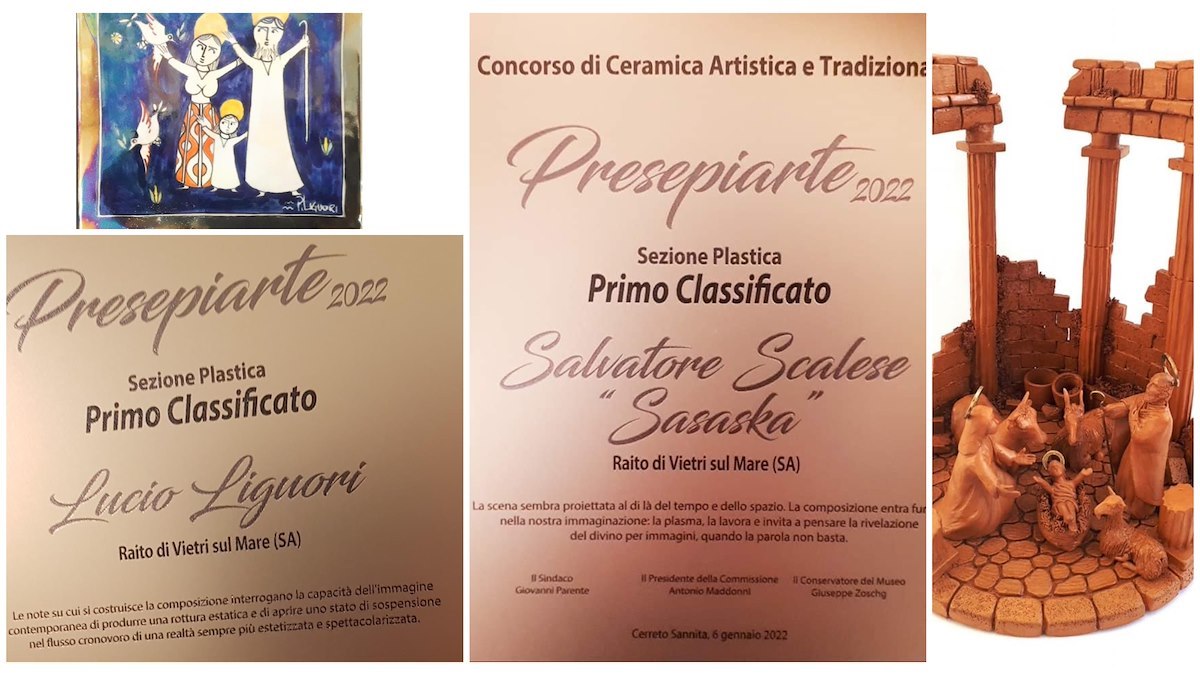 P.LIGUORI
Presepiarte 2022
Sezione Plastica
Primo Classificato
Lucio Liguori
Raito di Vietri sul Mare (SA)
Le note su cui si costruisce la composizione interrogano la capacità dell'immagine
contemporanea di produrre una rottura estatica e di aprire uno stato di sospensione
nel flusso cronovoro di una realtà sempre più estetizzata e spettacolarizzata.
Concorso di Ceramica Artistica e Tradiziona
Presepiarte 2022
Sezione Plastica
Primo Classificato
Salvatore Scalese
"Sasaska"
Raito di Vietri sul Mare (SA)
La scena sembra proiettata al di là del tempo e dello spazio. La composizione entra fur
nella nostra immaginazione: la plasma, la lavora e invita a pensare la rivelazione
del divino per immagini, quando la parola non basta.
Il Sindaco
Giovanni Parente
Il Presidente della Commissione
Antonio Maddonni
Il Conservatore del Museo
Giuseppe Zoschg
Cerreto Sannita, 6 gennaio 2022